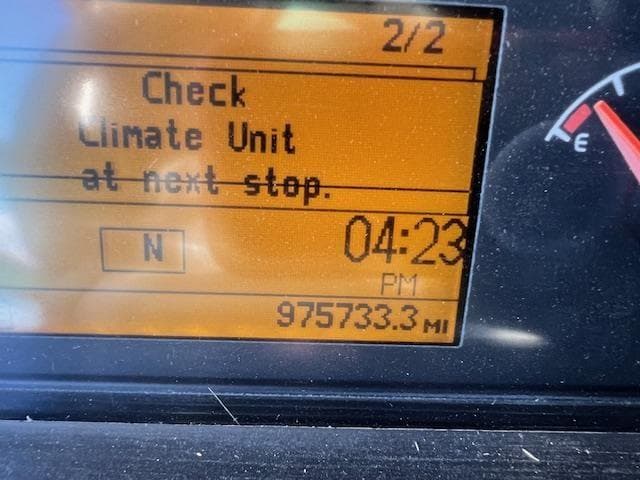 2/2
Check
Climate Unit
at next stop.
N
04:23
PM
975733.3 MI
E